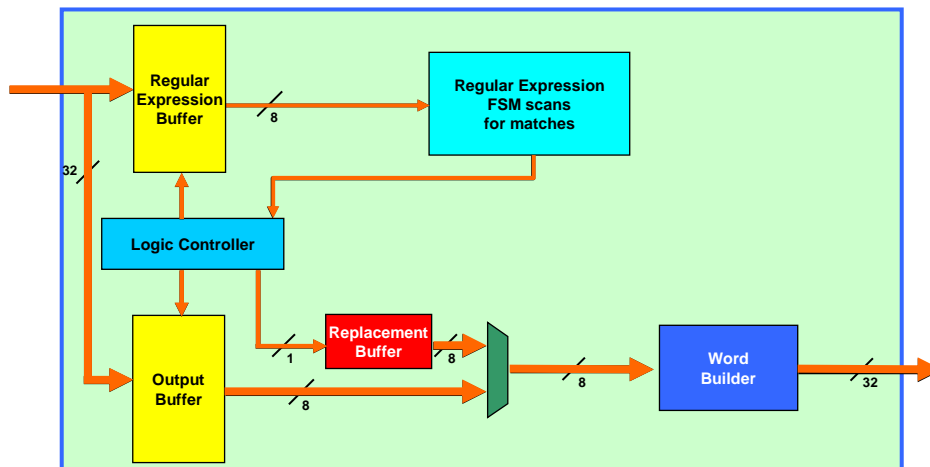 Regular
Expression
Buffer
8
Regular Expression
FSM scans
for matches
32
Logic Controller
Replacement
Buffer
1
8
Output
Buffer
8
8
Word
Builder
32